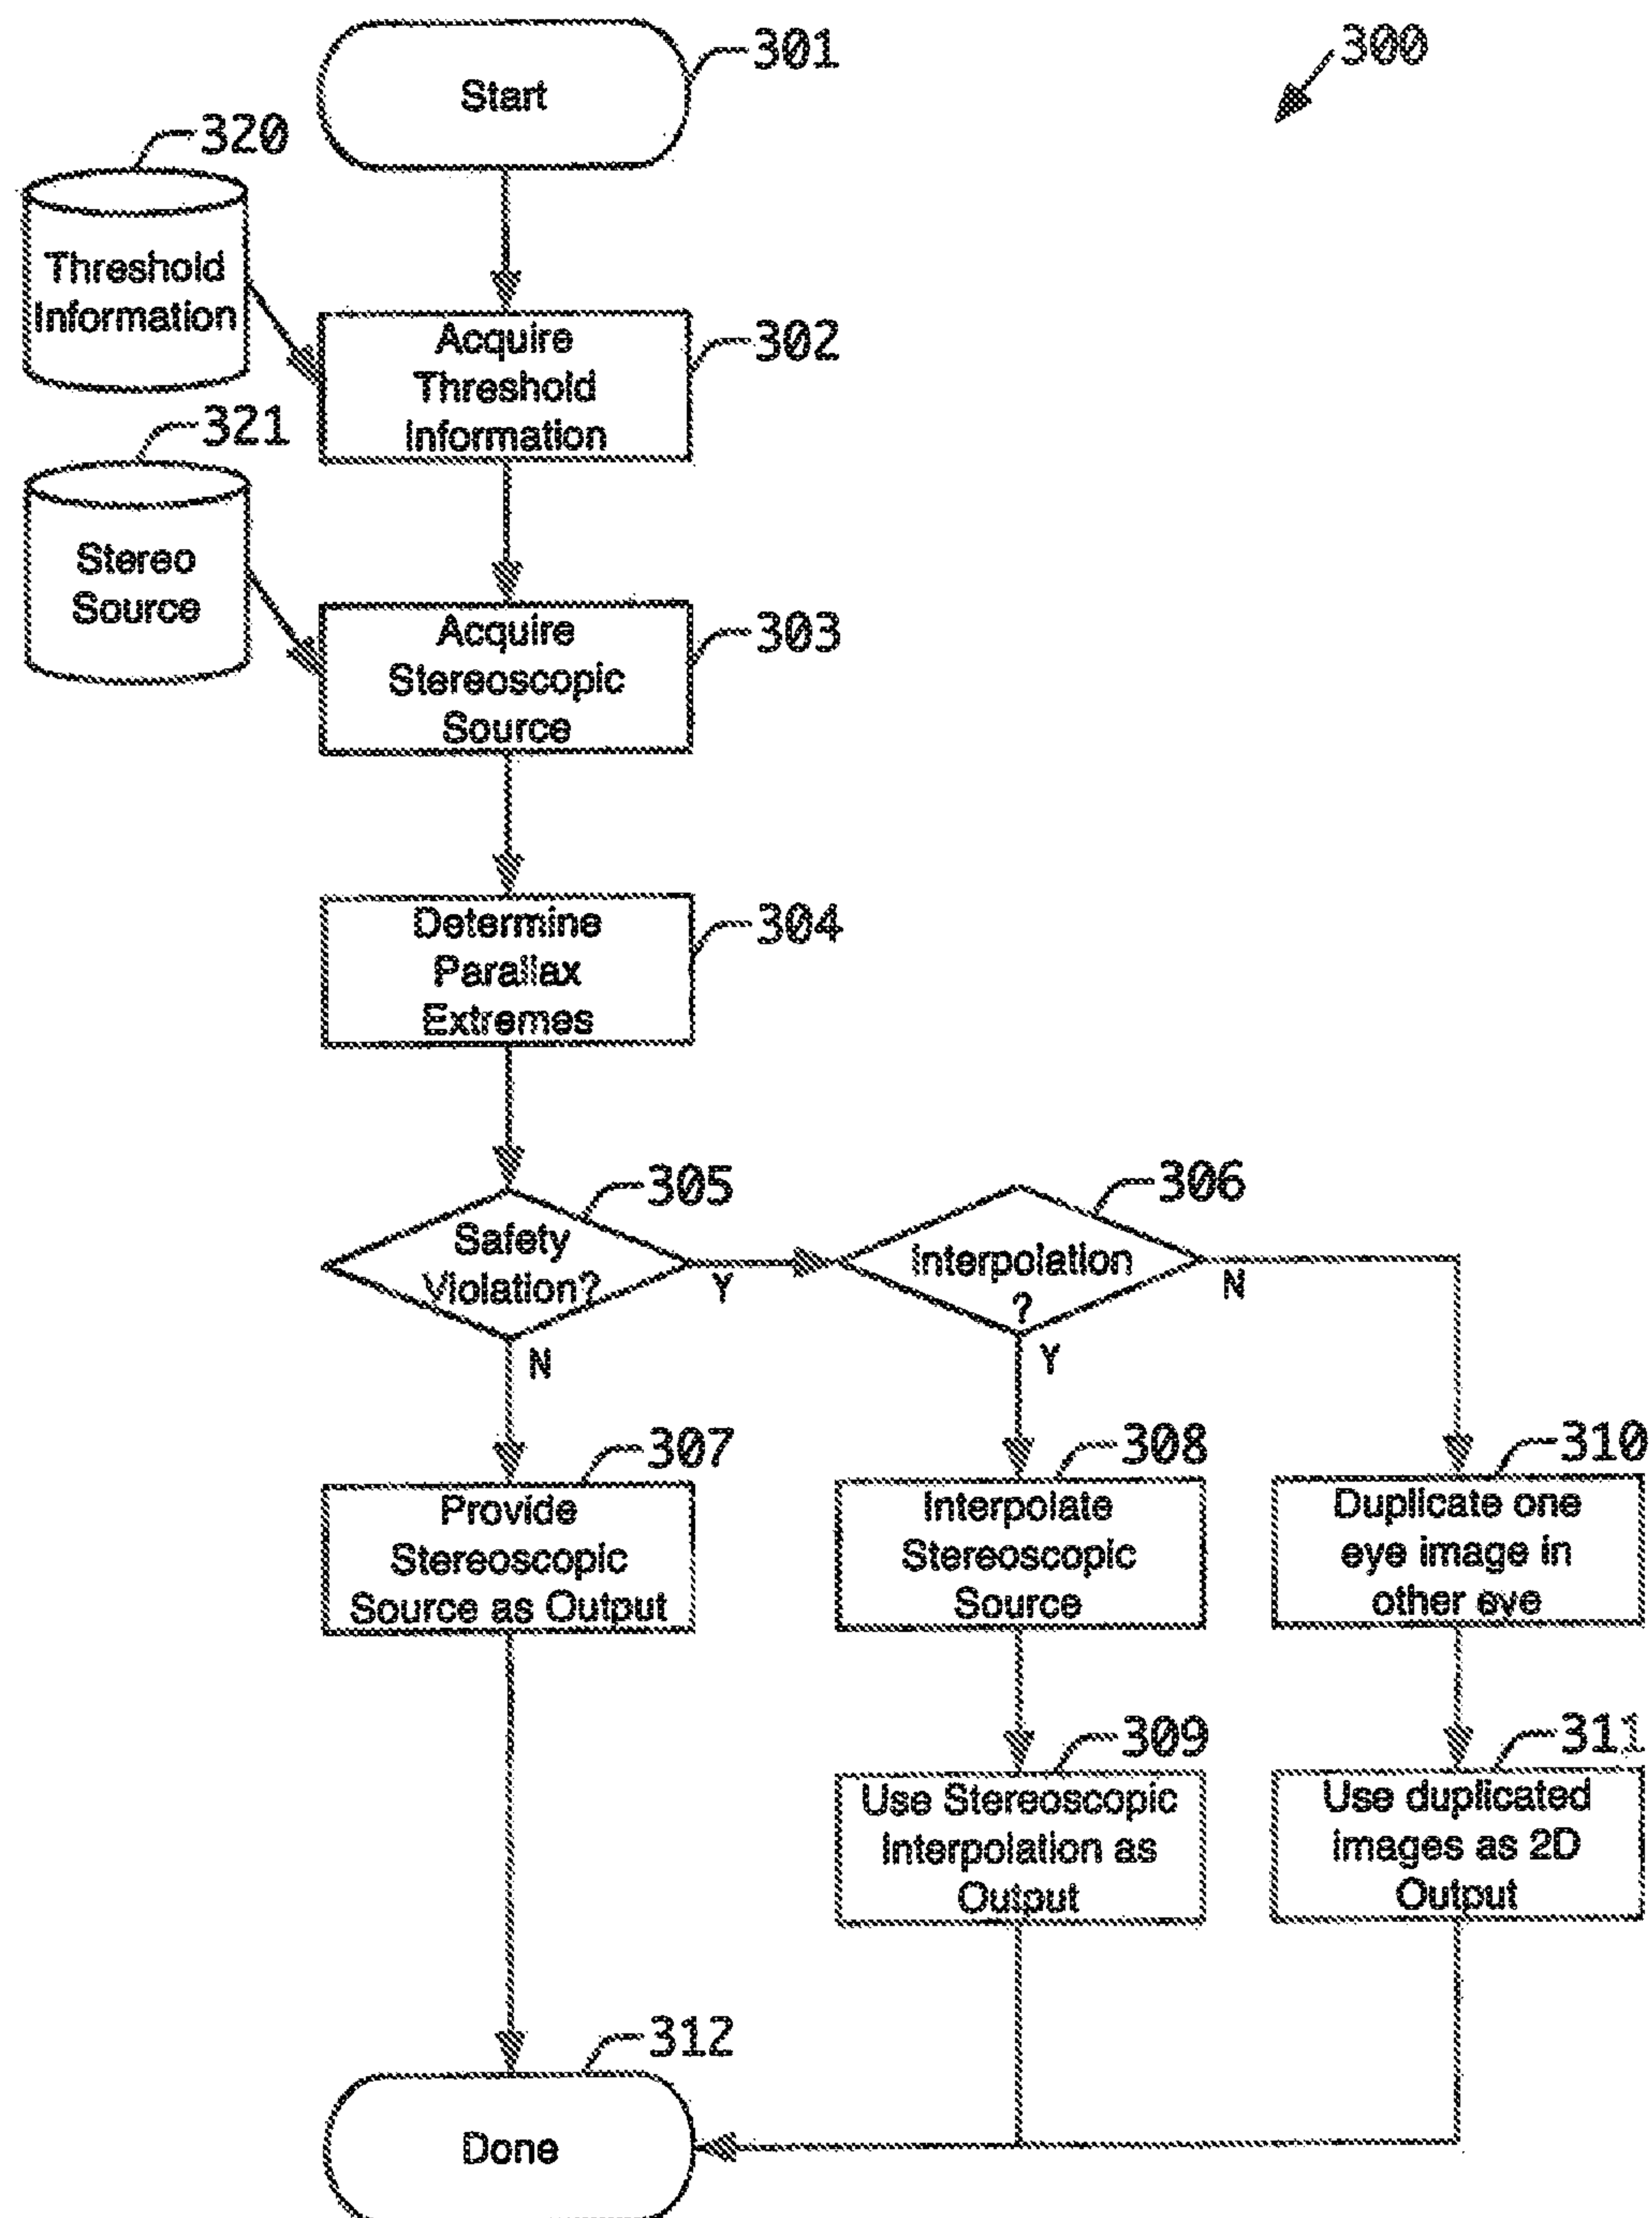 301
Start
300
320
Threshold
Information
Acquire
Threshold
Information
302
321
Stereo
Source
Acquire
Stereoscopic
Source
303
Determine
Parallax
Extremes
304
305
Safety
Violation?
Y
N
306
Interpolation
?
N
Y
307
Provide
Stereoscopic
Source as Output
308
Interpolate
Stereoscopic
Source
310
Duplicate one
eye image in
other eye
309
Use Stereoscopic
Interpolation as
Output
311
Use duplicated
images as 2D
Output
312
Done